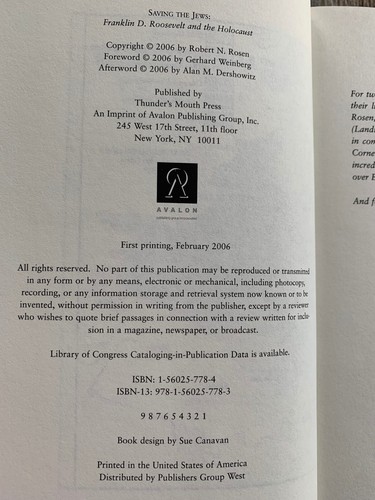 SAVING THE JEWS:
Franklin D. Roosevelt and the Holocaust
Copyright © 2006 by Robert N. Rosen
Foreword © 2006 by Gerhard Weinberg
Afterword © 2006 by Alan M. Dershowitz
Published by
Thunder's Mouth Press
An Imprint of Avalon Publishing Group, Inc.
245 West 17th Street, 11th floor
New York, NY 10011
AVALON
First printing, February 2006
All rights reserved. No part of this publication may be reproduced or transmitted
in any form or by any means, electronic or mechanical, including photocopy,
recording, or any information storage and retrieval system now known or to be
invented, without permission in writing from the publisher, except by a reviewer
who wishes to quote brief passages in connection with a review written for inclu-
sion in a magazine, newspaper, or broadcast.
Library of Congress Cataloging-in-Publication Data is available.
ISBN: 1-56025-778-4
ISBN-13: 978-1-56025-778-3
9 8 7 6 5 4 3 2 1
Book design by Sue Canavan
Printed in the United States of America
Distributed by Publishers Group West
For tw
their l
Rosen,
(Land
in con
Corne
incred
over E
And f